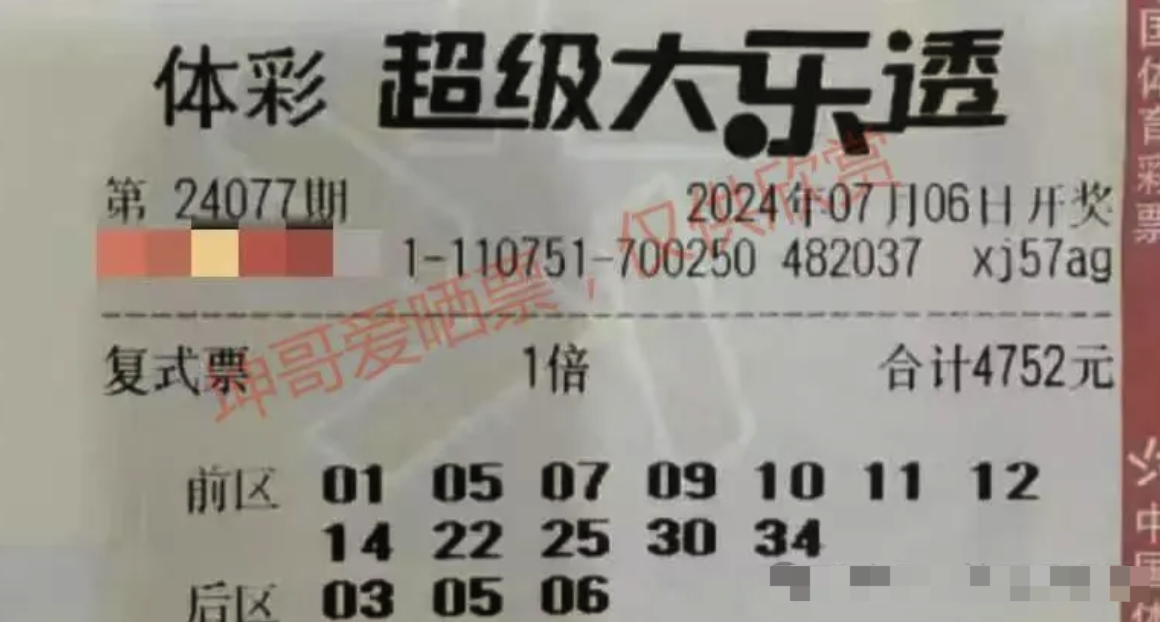 体彩 超级大乐透
第 24077期 2024年07月06日开奖
1-110751-700250 482037 xj57ag
复式票 1倍 合计4752元
前区 01 05 07 09 10 11 12
14 22 25 30 34
后区 03 05 06
坤哥爱晒票，仅供欣赏
国体育彩票
中国体